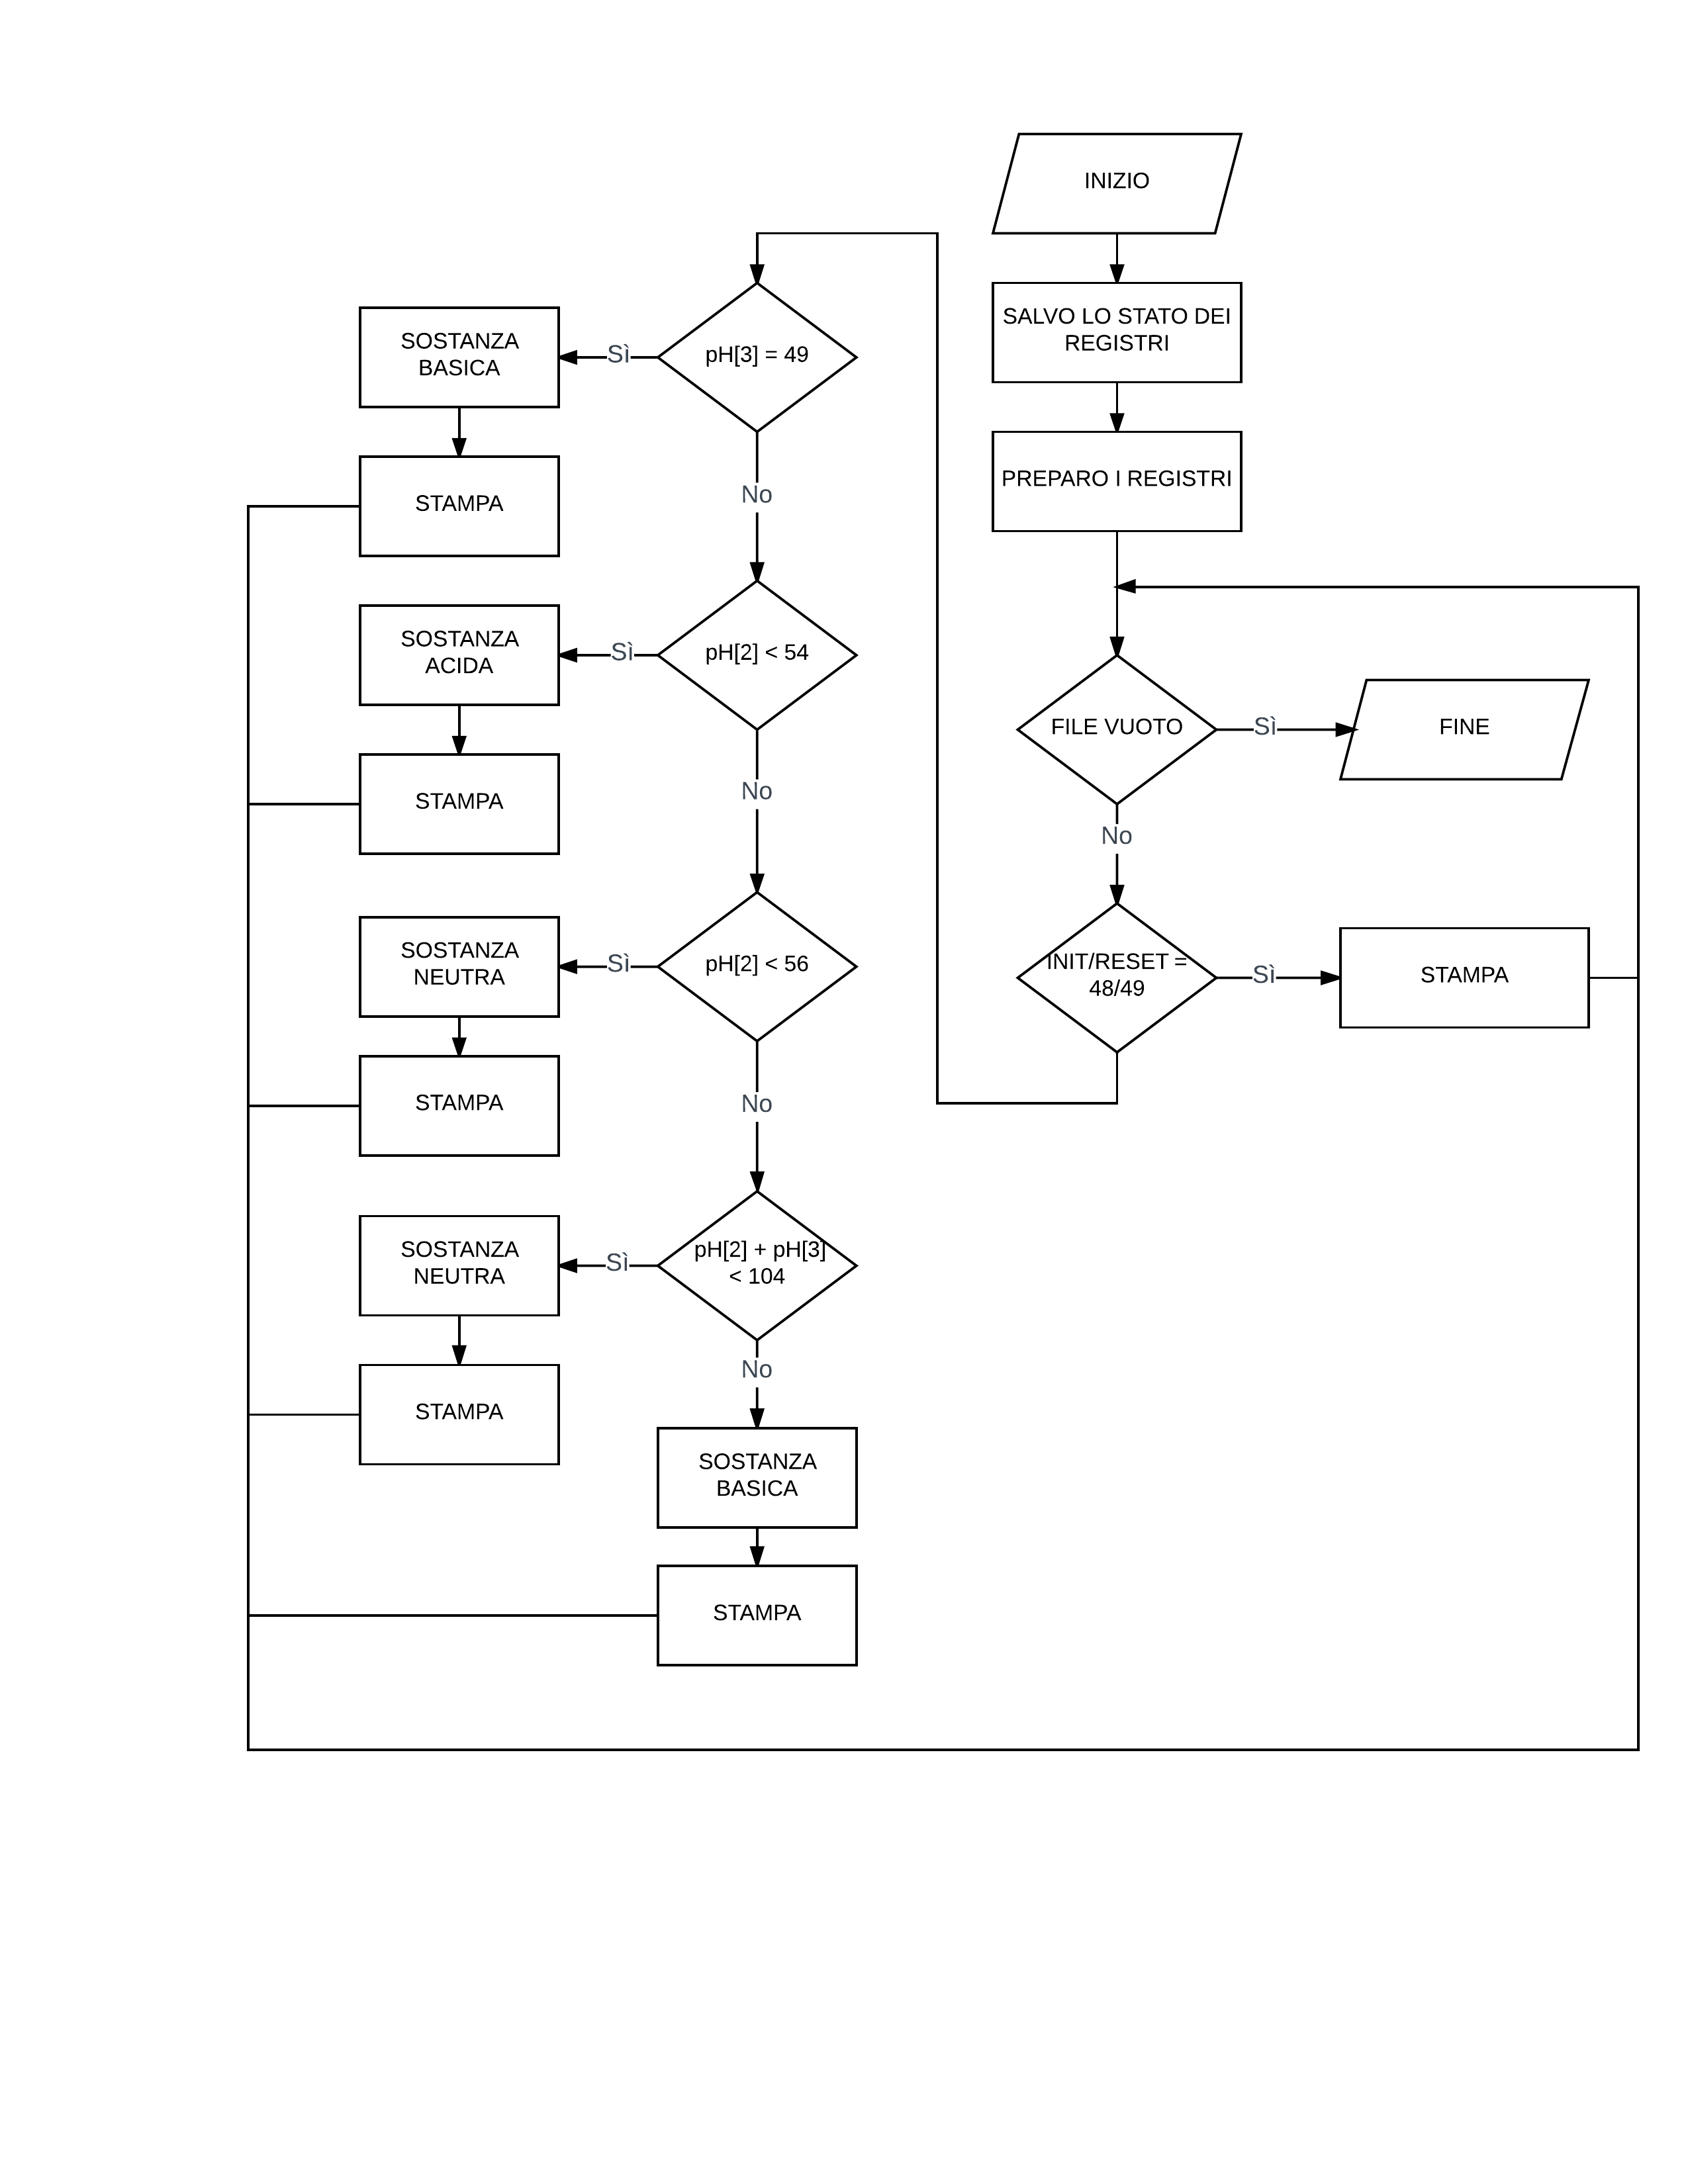 INIZIO
SALVO LO STATO DEI
REGISTRI
PREPARO I REGISTRI
FILE VUOTO
Sì
FINE
No
INIT/RESET =
48/49
Sì
STAMPA
pH[3] = 49
Sì
SOSTANZA
BASICA
STAMPA
No
pH[2] < 54
Sì
SOSTANZA
ACIDA
STAMPA
No
pH[2] < 56
Sì
SOSTANZA
NEUTRA
STAMPA
No
pH[2] + pH[3]
< 104
Sì
SOSTANZA
NEUTRA
STAMPA
No
SOSTANZA
BASICA
STAMPA